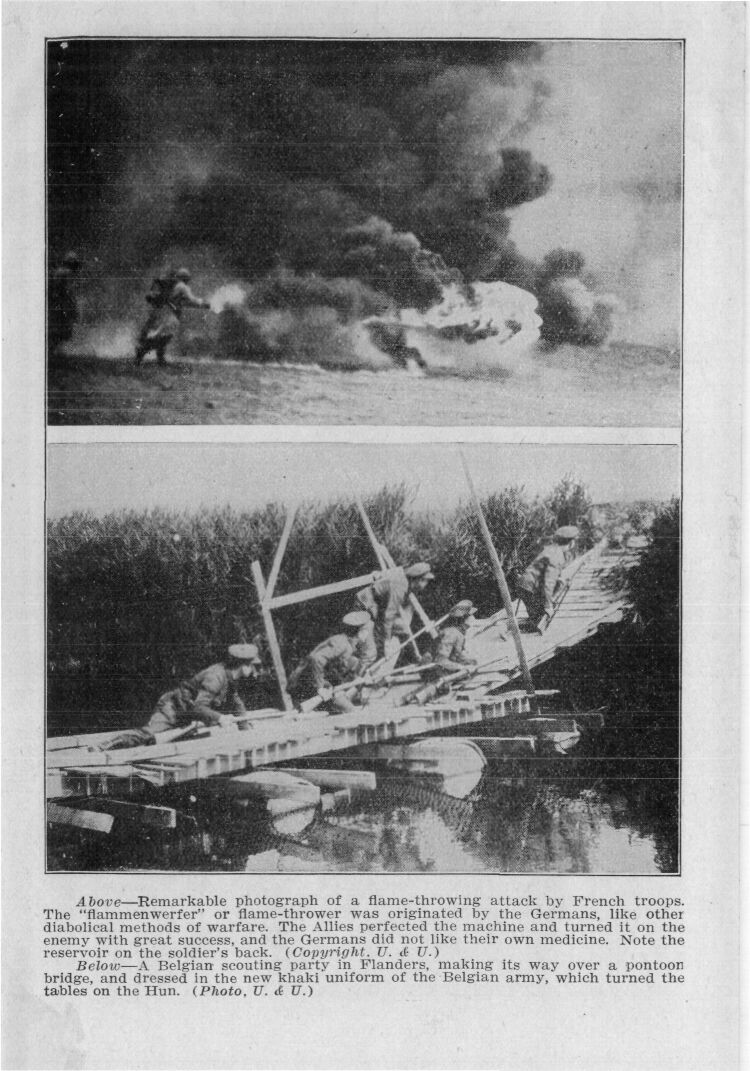 Above—Remarkable photograph of a flame-throwing attack by French troops.
The "flammenwerfer" or flame-thrower was originated by the Germans, like other
diabolical methods of warfare. The Allies perfected the machine and turned it on the
enemy with great success, and the Germans did not like their own medicine. Note the
reservoir on the soldier's back. (Copyright, U. & U.)
Below—A Belgian scouting party in Flanders, making its way over a pontoon
bridge, and dressed in the new khaki uniform of the Belgian army, which turned the
tables on the Hun. (Photo, U. & U.)